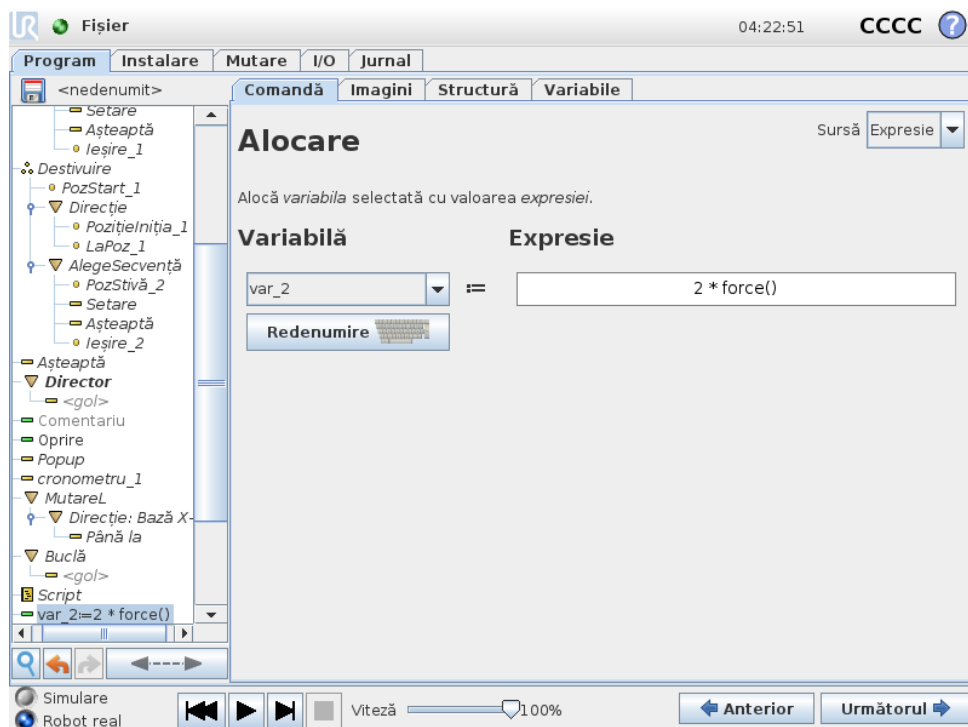 UR Fișier 04:22:51 CCCC ?
Program Instalare Mutare I/O Jurnal
<nedenumit>
Comandă Imagini Structură Variabile
Setare
Așteaptă
Ieșire_1
Destivuire
PozStart_1
Direcție
PozițieIniția_1
LaPoz_1
AlegeSecvență
PozStivă_2
Setare
Așteaptă
Ieșire_2
Așteaptă
Director
<gol>
Comentariu
Oprire
Popup
cronometru_1
MutareL
Direcție: Bază X-
Până la
Buclă
<gol>
Script
var_2:=2 * force()
Alocare
Sursă Expresie
Alocă variabila selectată cu valoarea expresiei.
Variabilă Expresie
var_2 := 2 * force()
Redenumire
Simulare
Robot real
Viteză 100%
Anterior Următorul